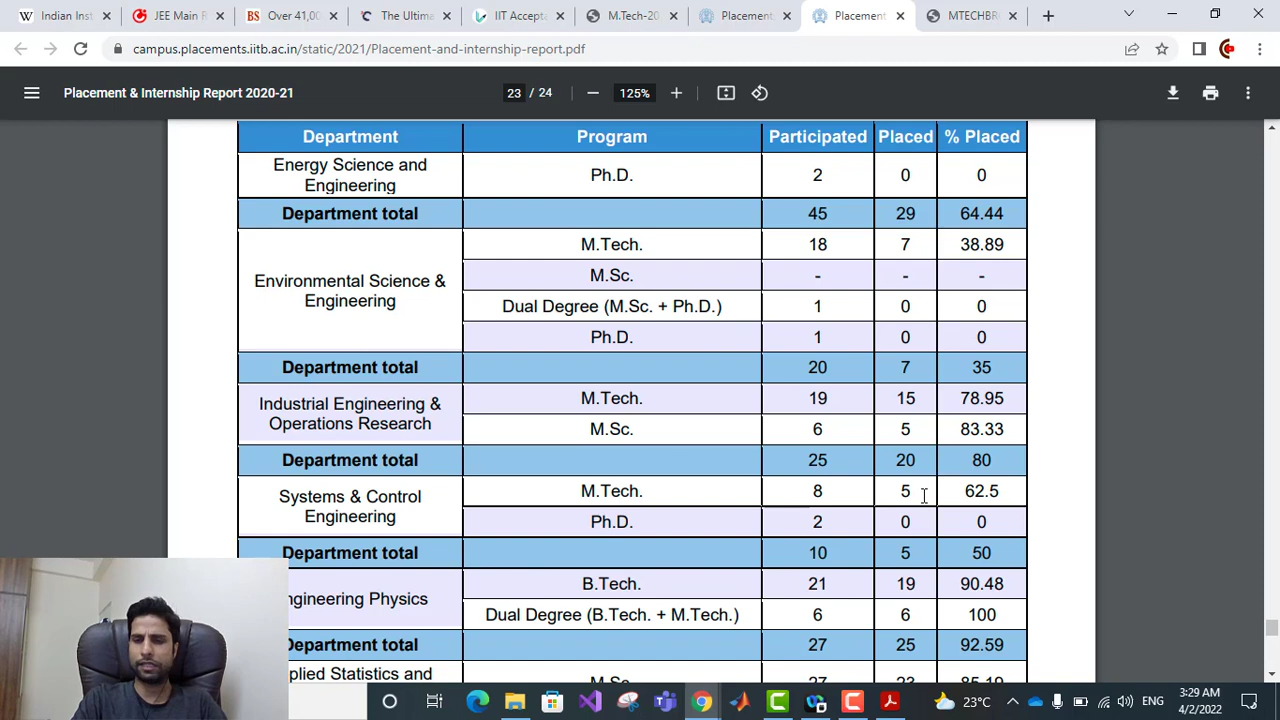 Indian Inst
JEE Main R
Over 41,00
The Ultima
IIT Accepta
M.Tech-20
Placement
Placement
MTECHBR
campus.placements.iitb.ac.in/static/2021/Placement-and-internship-report.pdf
Placement & Internship Report 2020-21
23 / 24
125%
Department Program Participated Placed % Placed
Energy Science and
Engineering
Ph.D. 2 0 0
Department total 45 29 64.44
Environmental Science &
Engineering
M.Tech. 18 7 38.89
M.Sc. - - -
Dual Degree (M.Sc. + Ph.D.) 1 0 0
Ph.D. 1 0 0
Department total 20 7 35
Industrial Engineering &
Operations Research
M.Tech. 19 15 78.95
M.Sc. 6 5 83.33
Department total 25 20 80
Systems & Control
Engineering
M.Tech. 8 5 62.5
Ph.D. 2 0 0
Department total 10 5 50
ngineering Physics
B.Tech. 21 19 90.48
Dual Degree (B.Tech. + M.Tech.) 6 6 100
Department total 27 25 92.59
plied Statistics and
M.Sc. 27 23 85.19
23°C
ENG
3:29 AM
4/2/2022